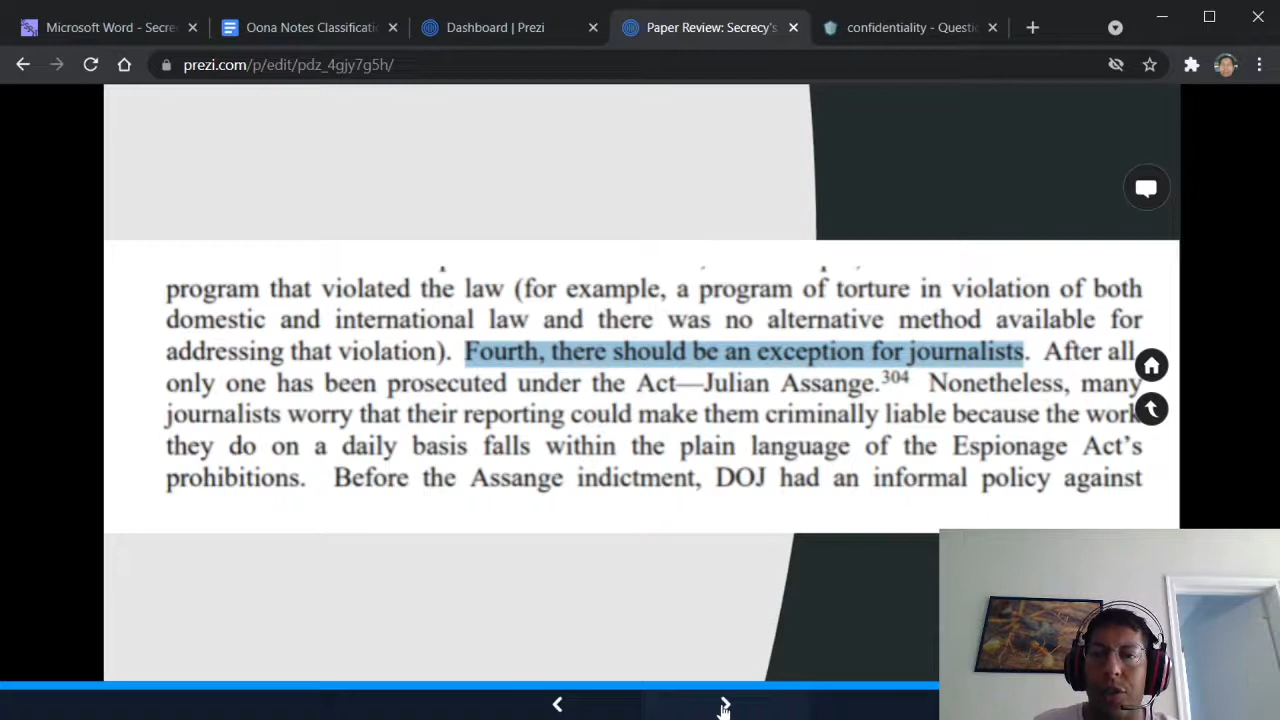 Microsoft Word - Secre
Oona Notes Classificati
Dashboard | Prezi
Paper Review: Secrecy's
confidentiality - Questi
prezi.com/p/edit/pdz_4gjy7g5h/
program that violated the law (for example, a program of torture in violation of both
domestic and international law and there was no alternative method available for
addressing that violation). Fourth, there should be an exception for journalists. After all,
only one has been prosecuted under the Act—Julian Assange.304 Nonetheless, many
journalists worry that their reporting could make them criminally liable because the work
they do on a daily basis falls within the plain language of the Espionage Act's
prohibitions. Before the Assange indictment, DOJ had an informal policy against